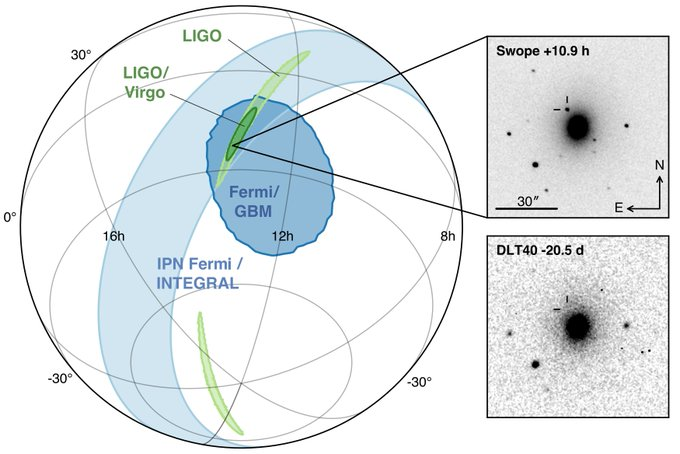 LIGO
30°
LIGO/
Virgo
Fermi/
GBM
0°
16h
12h
8h
IPN Fermi /
INTEGRAL
-30°
-30°
Swope +10.9 h
N
30"
E
DLT40 -20.5 d